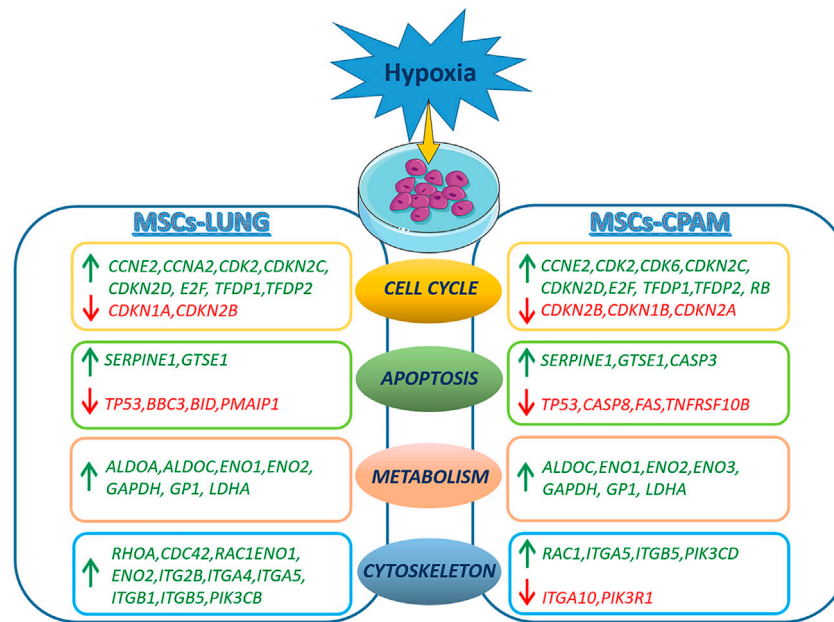 Hypoxia
MSCs-LUNG
CCNE2,CCNA2,CDK2,CDKN2C,
CDKN2D, E2F, TFDP1,TFDP2
CDKN1A,CDKN2B
SERPINE1,GTSE1
TP53,BBC3,BID,PMAIP1
ALDOA,ALDOC,ENO1,ENO2,
GAPDH, GP1, LDHA
RHOA,CDC42,RAC1ENO1,
ENO2,ITG2B,ITGA4,ITGA5,
ITGB1,ITGB5,PIK3CB
CELL CYCLE
APOPTOSIS
METABOLISM
CYTOSKELETON
MSCs-CPAM
CCNE2,CDK2,CDK6,CDKN2C,
CDKN2D,E2F, TFDP1,TFDP2, RB
CDKN2B,CDKN1B,CDKN2A
SERPINE1,GTSE1,CASP3
TP53,CASP8,FAS,TNFRSF10B
ALDOC,ENO1,ENO2,ENO3,
GAPDH, GP1, LDHA
RAC1,ITGA5,ITGB5,PIK3CD
ITGA10,PIK3R1